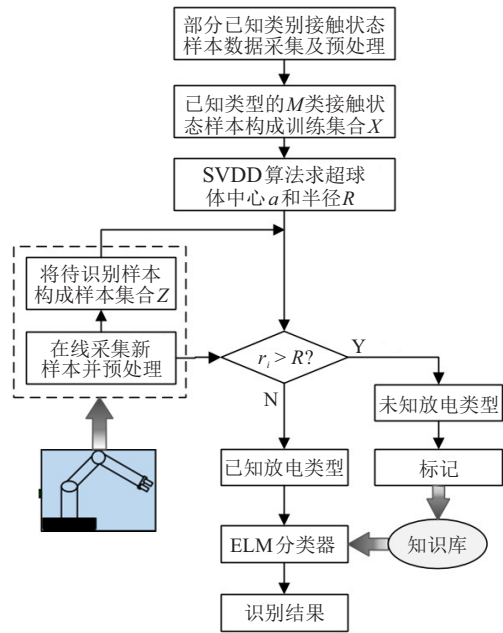 部分已知类别接触状态
样本数据采集及预处理
已知类型的M类接触状
态样本构成训练集合X
SVDD算法求超球
体中心a和半径R
将待识别样本
构成样本集合Z
在线采集新
样本并预处理
r_i > R?
Y
N
未知放电类型
已知放电类型
标记
ELM分类器
知识库
识别结果